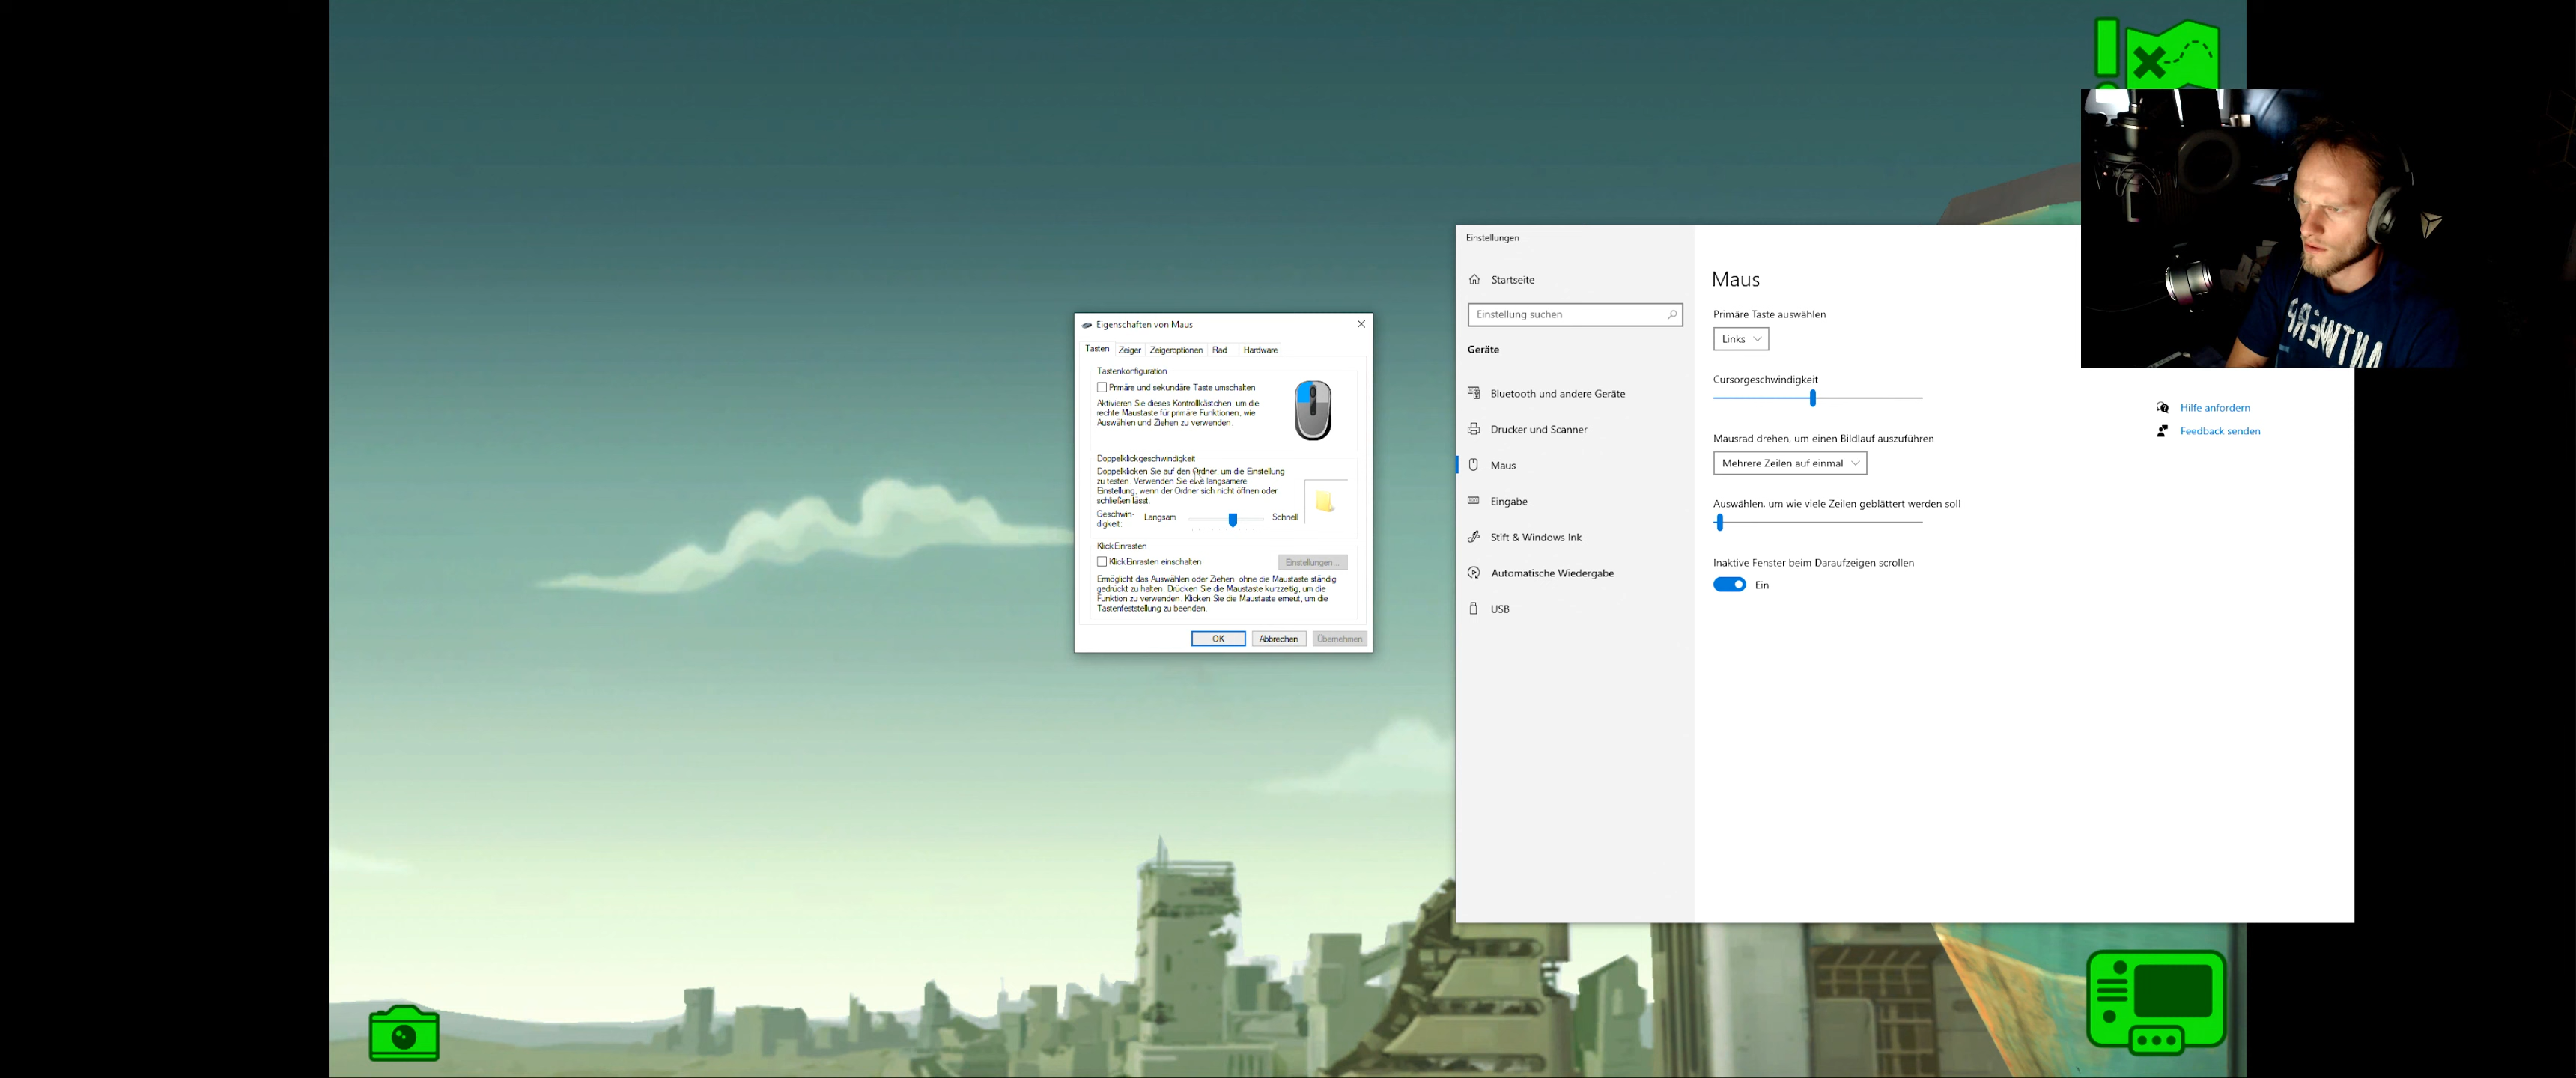 Eigenschaften von Maus
Tasten Zeiger Zeigeroptionen Rad Hardware
Tastenkonfiguration
Primäre und sekundäre Taste umschalten
Aktivieren Sie dieses Kontrollkästchen, um die
rechte Maustaste für primäre Funktionen, wie
Auswählen und Ziehen zu verwenden.
Doppelklickgeschwindigkeit
Doppelklicken Sie auf den Ordner, um die Einstellung
zu testen. Verwenden Sie eine langsamere
Einstellung, wenn der Ordner sich nicht öffnen oder
schließen lässt.
Geschwin-
digkeit:
Langsam
Schnell
KlickEinrasten
KlickEinrasten einschalten
Einstellungen...
Ermöglicht das Auswählen oder Ziehen, ohne die Maustaste ständig
gedrückt zu halten. Drücken Sie die Maustaste kurzzeitig, um die
Funktion zu verwenden. Klicken Sie die Maustaste erneut, um die
Tastenfeststellung zu beenden.
OK Abbrechen Übernehmen
Einstellungen
Startseite
Einstellung suchen
Geräte
Bluetooth und andere Geräte
Drucker und Scanner
Maus
Eingabe
Stift & Windows Ink
Automatische Wiedergabe
USB
Maus
Primäre Taste auswählen
Links
Cursorgeschwindigkeit
Mausrad drehen, um einen Bildlauf auszuführen
Mehrere Zeilen auf einmal
Auswählen, um wie viele Zeilen geblättert werden soll
Inaktive Fenster beim Daraufzeigen scrollen
Ein
Hilfe anfordern
Feedback senden
ANTWERP